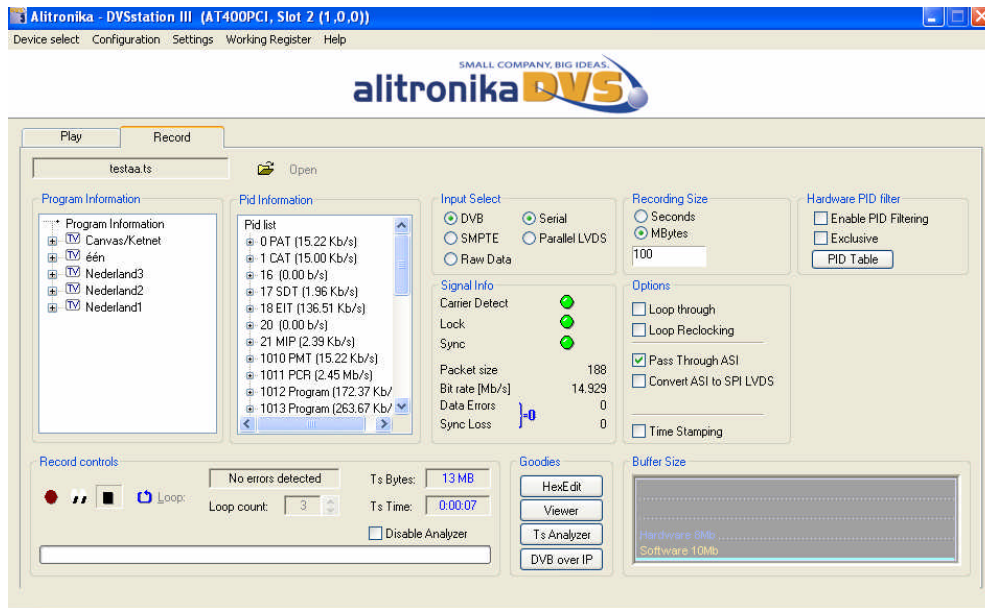 Alitronika - DVSstation III (AT400PCI, Slot 2 (1,0,0))
Device select Configuration Settings Working Register Help
SMALL COMPANY, BIG IDEAS.
alitronika DVS
Play Record
testaa.ts Open
Program Information
Program Information
Canvas/Ketnet
één
Nederland3
Nederland2
Nederland1
Pid Information
Pid list
0 PAT (15.22 Kb/s)
1 CAT (15.00 Kb/s)
16 (0.00 b/s)
17 SDT (1.96 Kb/s)
18 EIT (136.51 Kb/s)
20 (0.00 b/s)
21 MIP (2.39 Kb/s)
1010 PMT (15.22 Kb/s)
1011 PCR (2.45 Mb/s)
1012 Program (172.37 Kb/
1013 Program (263.67 Kb/
Input Select
DVB Serial
SMPTE Parallel LVDS
Raw Data
Signal Info
Carrier Detect
Lock
Sync
Packet size 188
Bit rate [Mb/s] 14.929
Data Errors 0
}=0
Sync Loss 0
Recording Size
Seconds
MBytes
100
Options
Loop through
Loop Reclocking
Pass Through ASI
Convert ASI to SPI LVDS
Time Stamping
Hardware PID filter
Enable PID Filtering
Exclusive
PID Table
Record controls
Loop:
No errors detected
Loop count: 3
Ts Bytes: 13 MB
Ts Time: 0:00:07
Disable Analyzer
Goodies
HexEdit
Viewer
Ts Analyzer
DVB over IP
Buffer Size
Hardware 8Mb
Software 10Mb